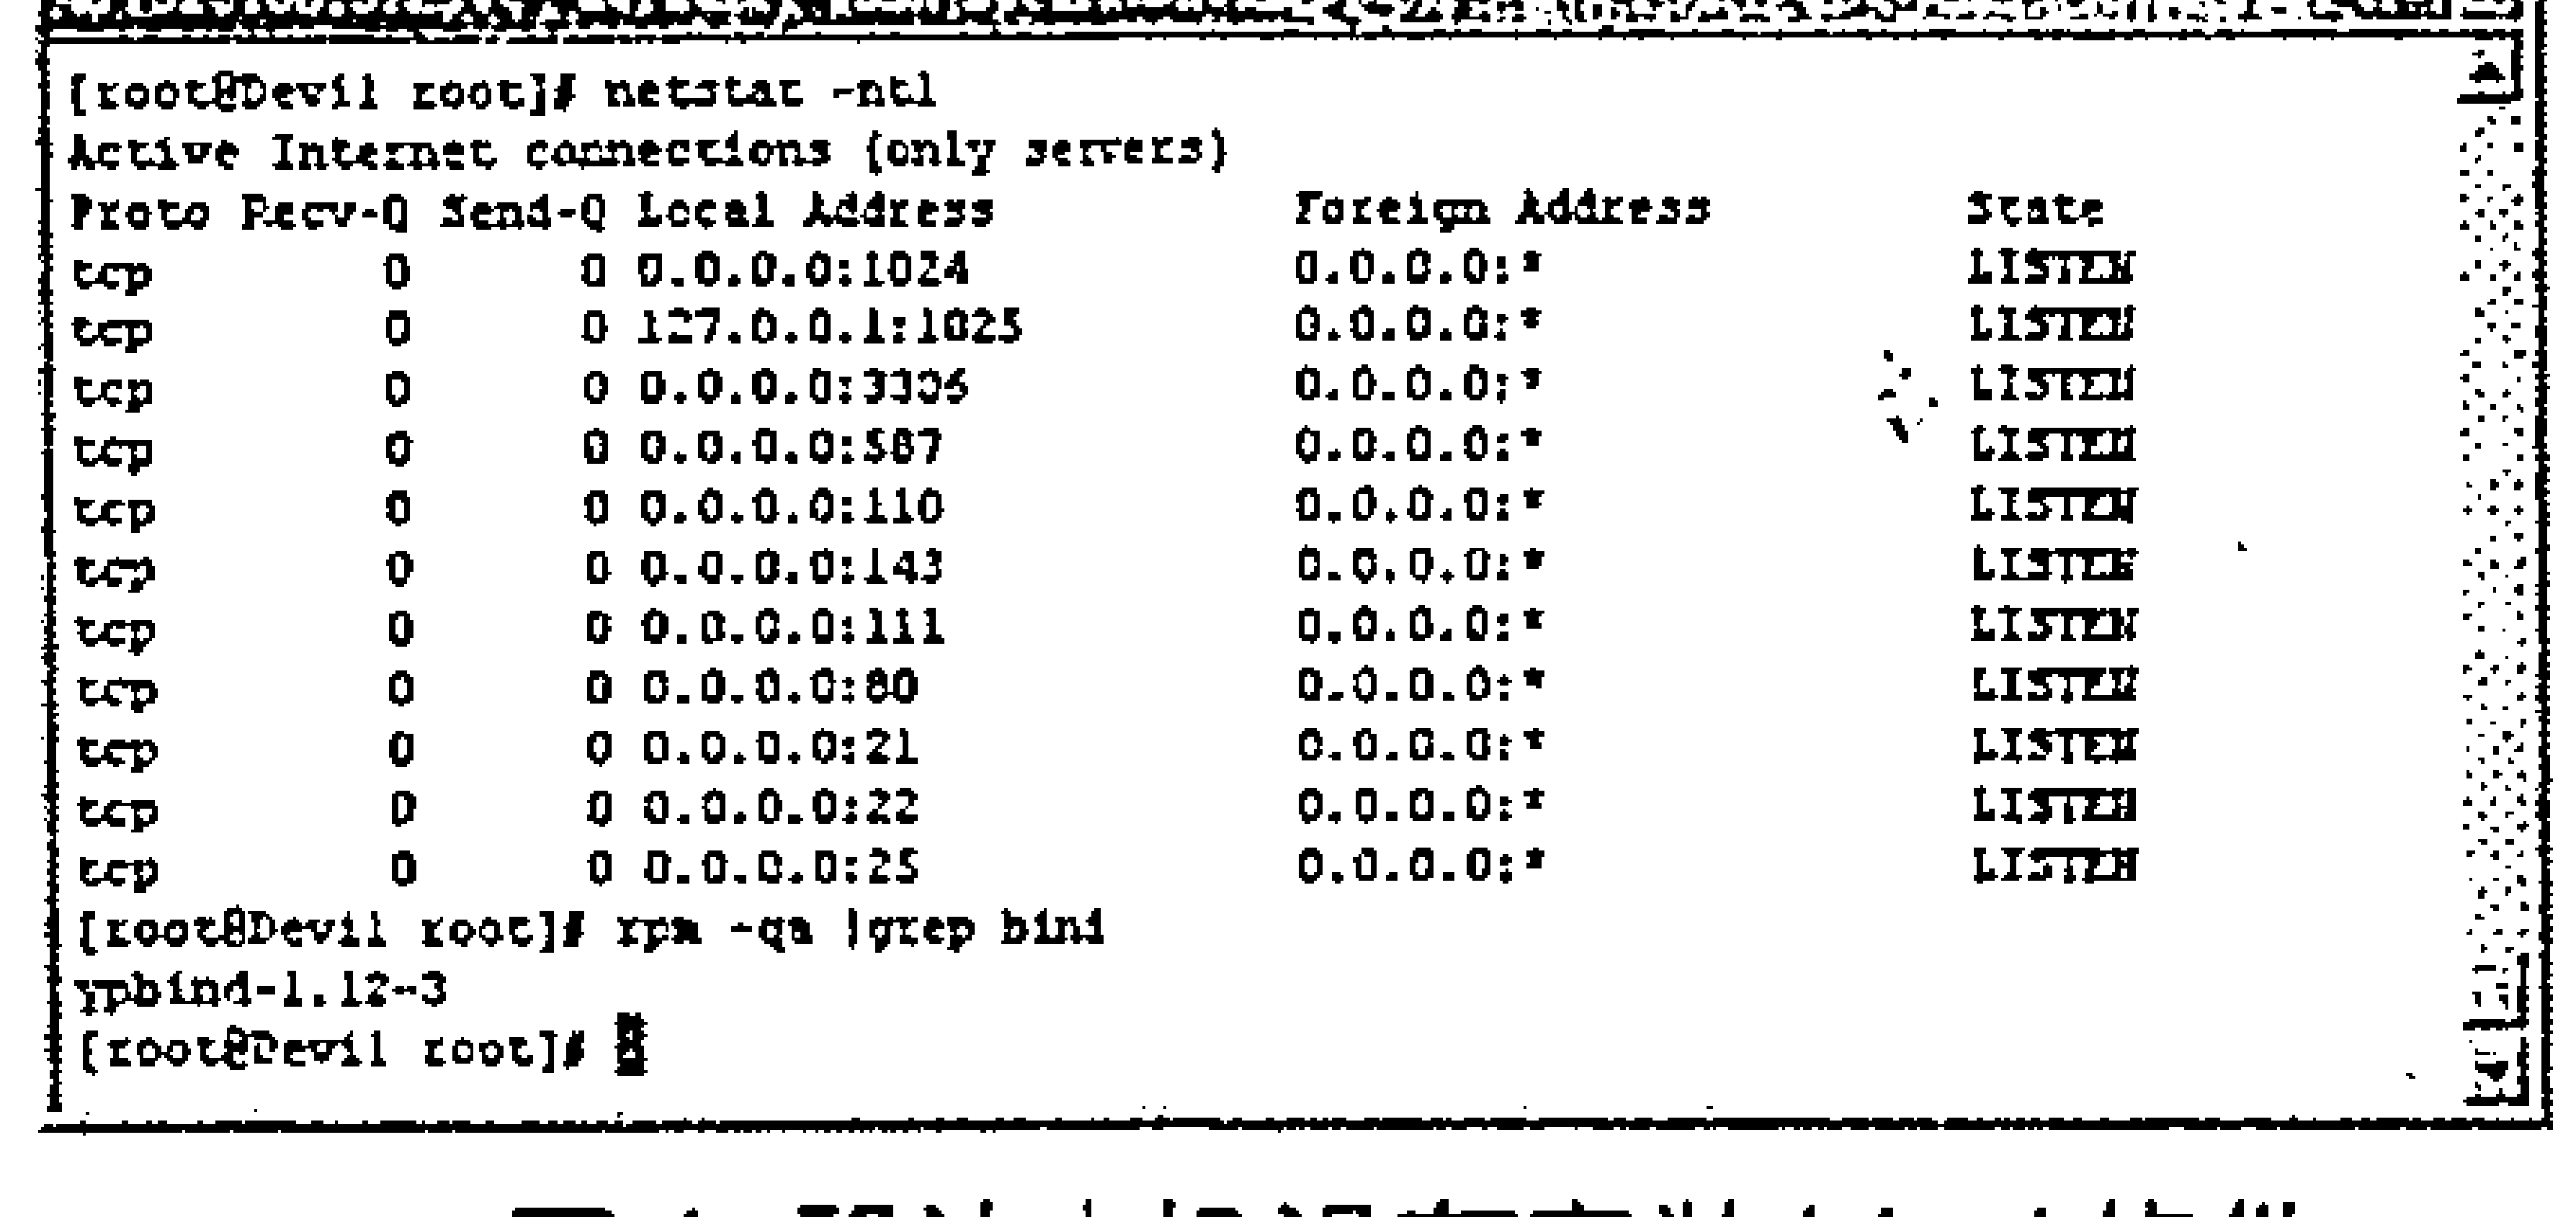 [root@Devil root]# netstat -ntl
Active Internet connections (only servers)
Proto Recv-Q Send-Q Local Address Foreign Address State
tcp 0 0 0.0.0.0:1024 0.0.0.0:* LISTEN
tcp 0 0 127.0.0.1:1025 0.0.0.0:* LISTEN
tcp 0 0 0.0.0.0:3306 0.0.0.0:* LISTEN
tcp 0 0 0.0.0.0:587 0.0.0.0:* LISTEN
tcp 0 0 0.0.0.0:110 0.0.0.0:* LISTEN
tcp 0 0 0.0.0.0:143 0.0.0.0:* LISTEN
tcp 0 0 0.0.0.0:111 0.0.0.0:* LISTEN
tcp 0 0 0.0.0.0:80 0.0.0.0:* LISTEN
tcp 0 0 0.0.0.0:21 0.0.0.0:* LISTEN
tcp 0 0 0.0.0.0:22 0.0.0.0:* LISTEN
tcp 0 0 0.0.0.0:25 0.0.0.0:* LISTEN
[root@Devil root]# rpm -qa |grep bind
ypbind-1.12-3
[root@Devil root]#